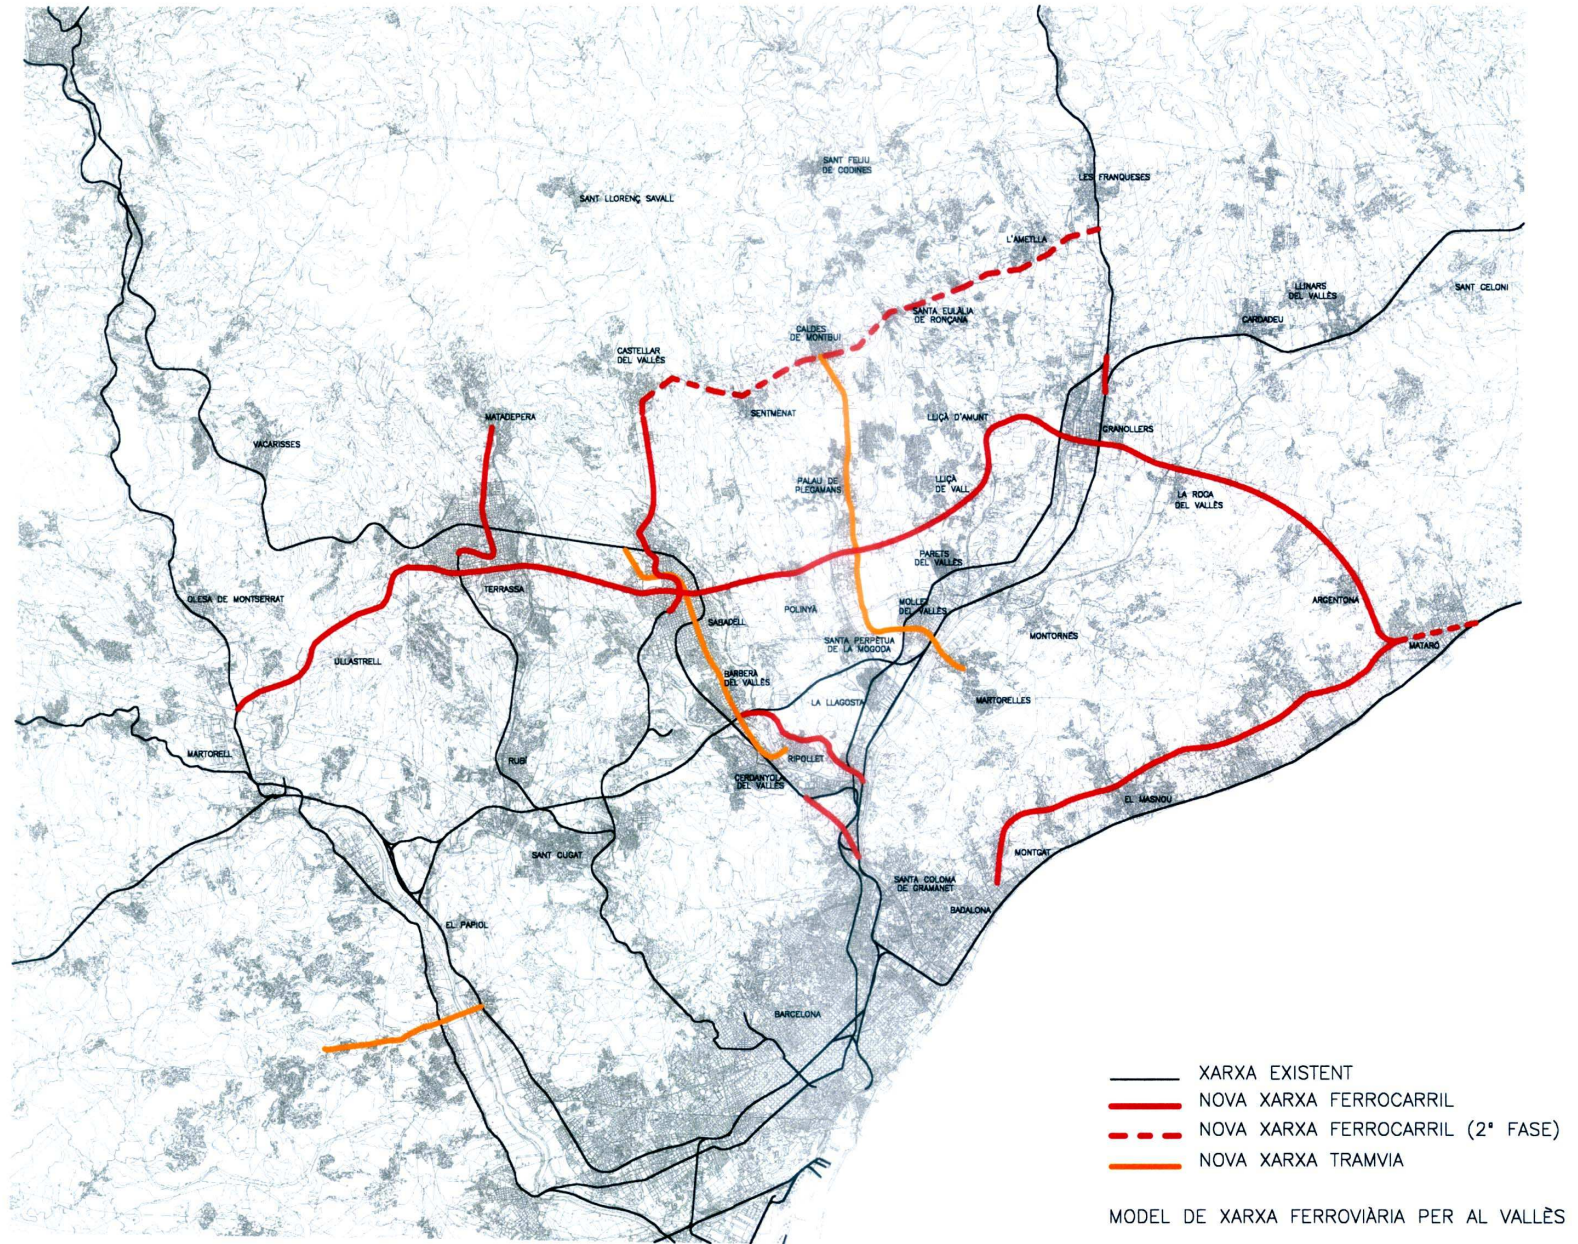 SANT FELIU
DE CODINES
LES FRANQUESES
SANT LLORENÇ SAVALL
L'AMETLLA
LLINARS
DEL VALLÈS
SANT CELONI
CARDADEU
SANTA EULÀLIA
DE RONÇANA
CALDES
DE MONTBUI
CASTELLAR
DEL VALLÈS
SENTMENAT
MATADEPERA
LLIÇÀ D'AMUNT
GRANOLLERS
VACARISSES
PALAU DE
PLEGAMANS
LLIÇÀ
DE VALL
LA ROCA
DEL VALLÈS
PARETS
DEL VALLÈS
TERRASSA
OLESA DE MONTSERRAT
ARGENTONA
POLINYÀ
MOLLET
DEL VALLÈS
SABADELL
MONTORNÈS
SANTA PERPÈTUA
DE LA MOGODA
MATARÓ
ULLASTRELL
BARBERÀ
DEL VALLÈS
LA LLAGOSTA
MARTORELLES
MARTORELL
RUBÍ
RIPOLLET
CERDANYOLA
DEL VALLÈS
EL MASNOU
SANT CUGAT
MONTGAT
SANTA COLOMA
DE GRAMANET
BADALONA
EL PAPIOL
BARCELONA
XARXA EXISTENT
NOVA XARXA FERROCARRIL
NOVA XARXA FERROCARRIL (2ª FASE)
NOVA XARXA TRAMVIA
MODEL DE XARXA FERROVIÀRIA PER AL VALLÈS